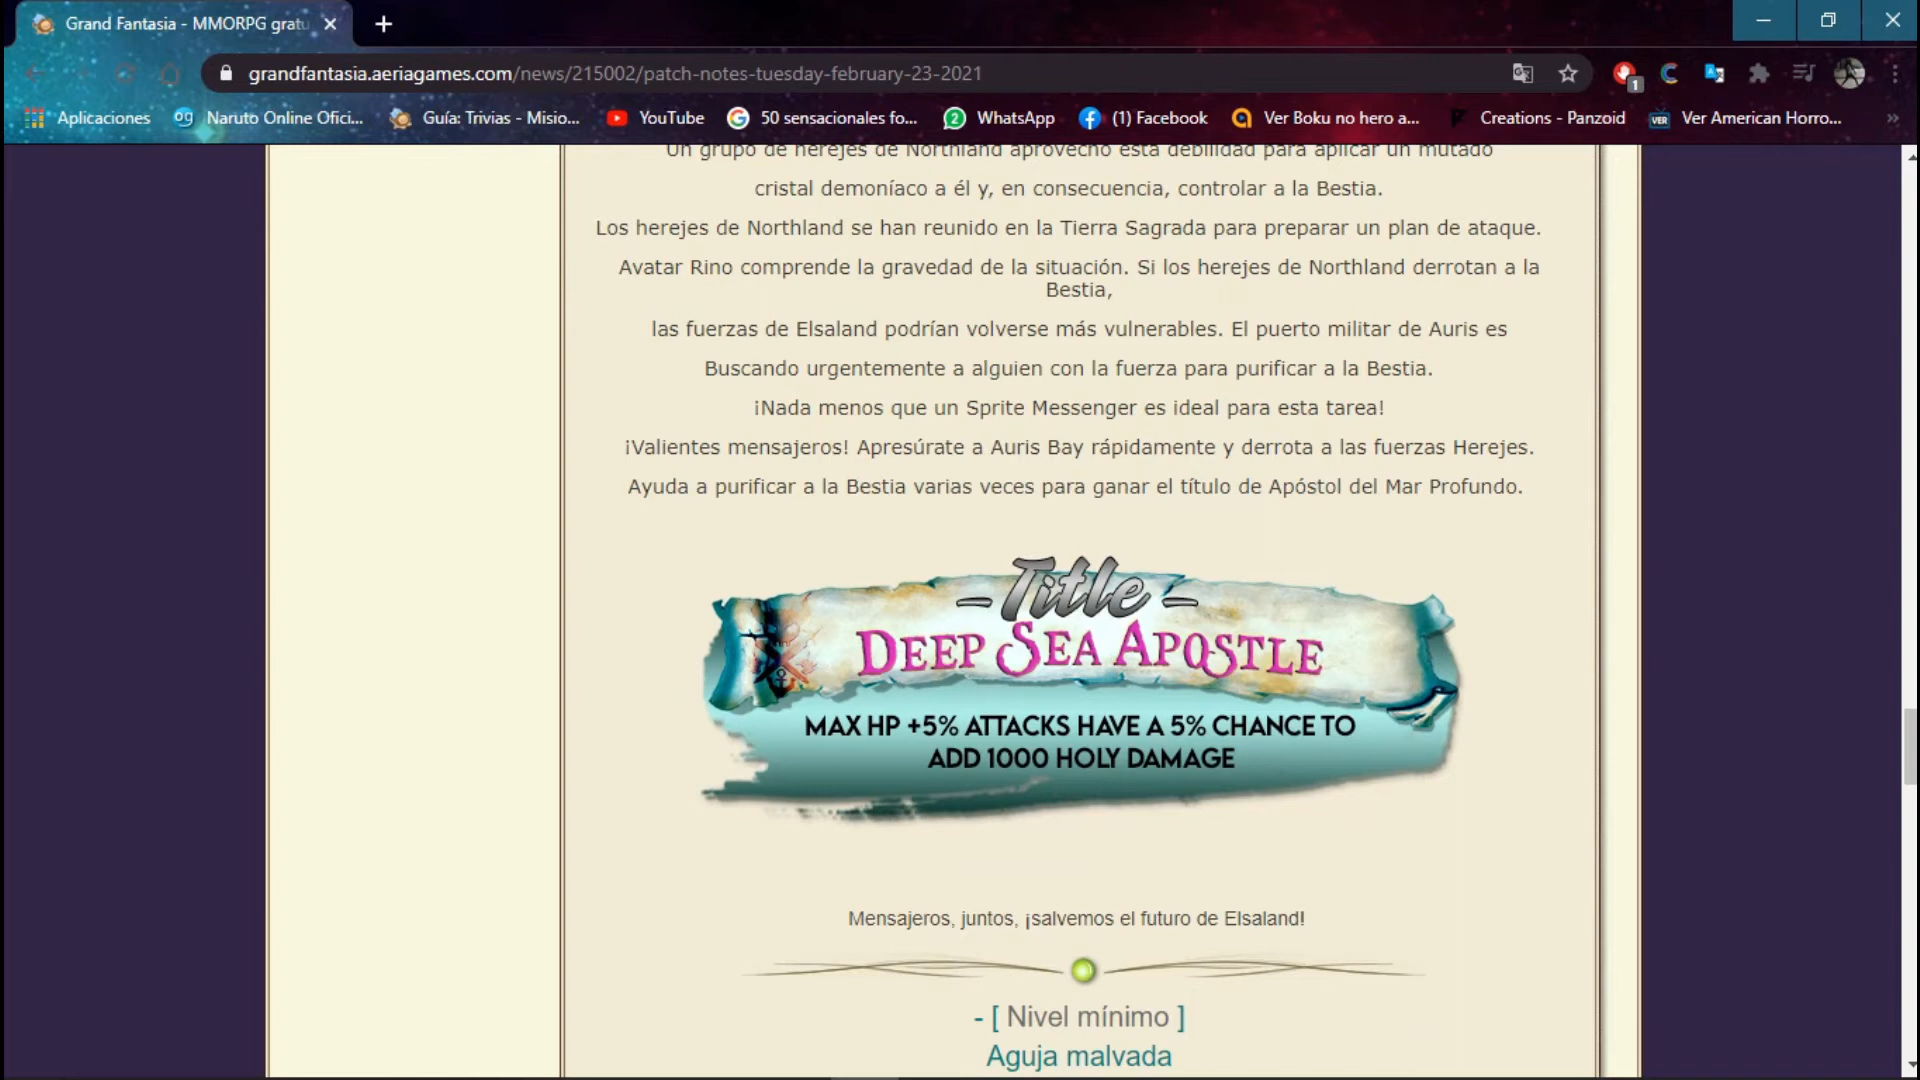 Grand Fantasia - MMORPG gratu
grandfantasia.aeriagames.com/news/215002/patch-notes-tuesday-february-23-2021
1
Aplicaciones
og Naruto Online Ofici...
Guía: Trivias - Misio...
YouTube
G 50 sensacionales fo...
2 WhatsApp
(1) Facebook
Ver Boku no hero a...
Creations - Panzoid
VER Ver American Horro...
Un grupo de herejes de Northland aprovechó esta debilidad para aplicar un mutado
cristal demoníaco a él y, en consecuencia, controlar a la Bestia.
Los herejes de Northland se han reunido en la Tierra Sagrada para preparar un plan de ataque.
Avatar Rino comprende la gravedad de la situación. Si los herejes de Northland derrotan a la
Bestia,
las fuerzas de Elsaland podrían volverse más vulnerables. El puerto militar de Auris es
Buscando urgentemente a alguien con la fuerza para purificar a la Bestia.
¡Nada menos que un Sprite Messenger es ideal para esta tarea!
¡Valientes mensajeros! Apresúrate a Auris Bay rápidamente y derrota a las fuerzas Herejes.
Ayuda a purificar a la Bestia varias veces para ganar el título de Apóstol del Mar Profundo.
- Title -
DEEP SEA APOSTLE
MAX HP +5% ATTACKS HAVE A 5% CHANCE TO
ADD 1000 HOLY DAMAGE
Mensajeros, juntos, ¡salvemos el futuro de Elsaland!
- [ Nivel mínimo ]
Aguja malvada